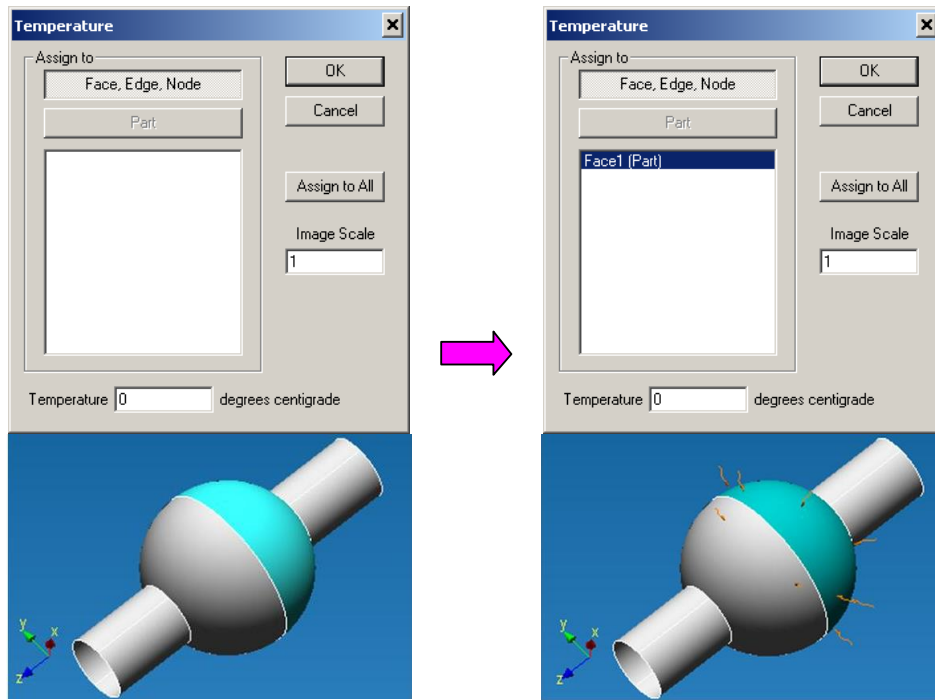 Temperature
Assign to
Face, Edge, Node
Part
OK
Cancel
Assign to All
Image Scale
1
Temperature 0 degrees centigrade
y
x
z
Temperature
Assign to
Face, Edge, Node
Part
Face1 (Part)
OK
Cancel
Assign to All
Image Scale
1
Temperature 0 degrees centigrade
y
x
z